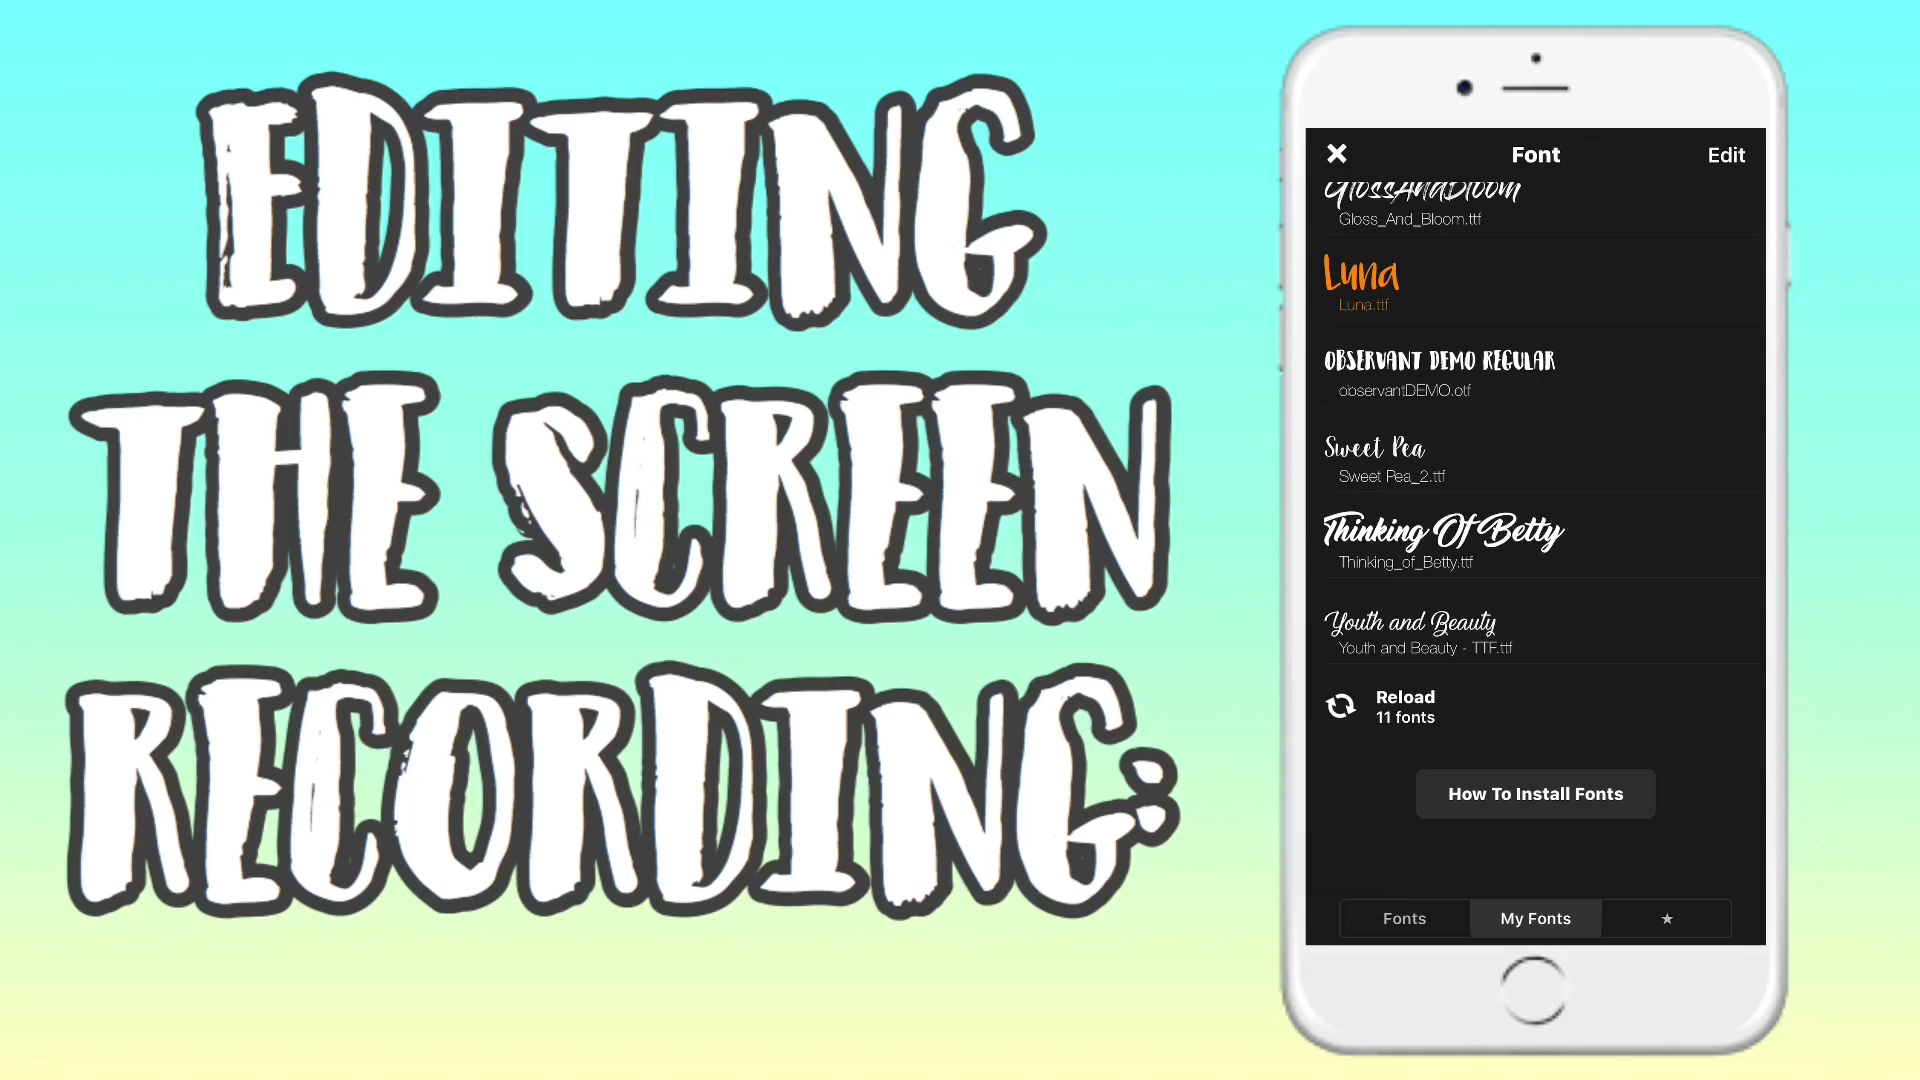 EDITING
THE SCREEN
RECORDING:
Font
Edit
GlossAndBloom
Gloss_And_Bloom.ttf
Luna
Luna.ttf
OBSERVANT DEMO REGULAR
observantDEMO.otf
Sweet Pea
Sweet Pea_2.ttf
Thinking Of Betty
Thinking_of_Betty.ttf
Youth and Beauty
Youth and Beauty - TTF.ttf
Reload
11 fonts
How To Install Fonts
Fonts
My Fonts